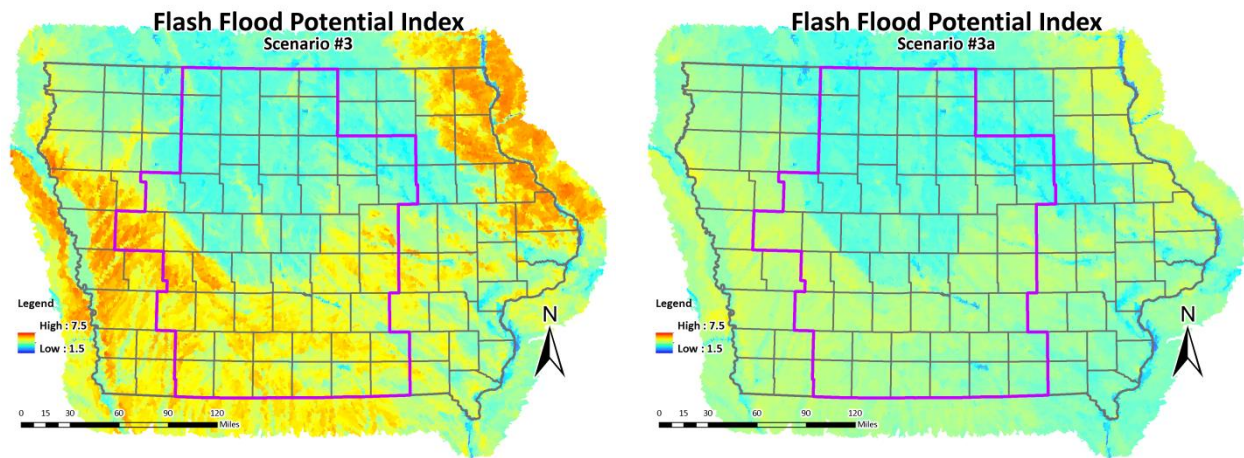 Flash Flood Potential Index
Scenario #3
Legend
High : 7.5
Low : 1.5
N
0 15 30 60 90 120
Miles
Flash Flood Potential Index
Scenario #3a
Legend
High : 7.5
Low : 1.5
N
0 15 30 60 90 120
Miles